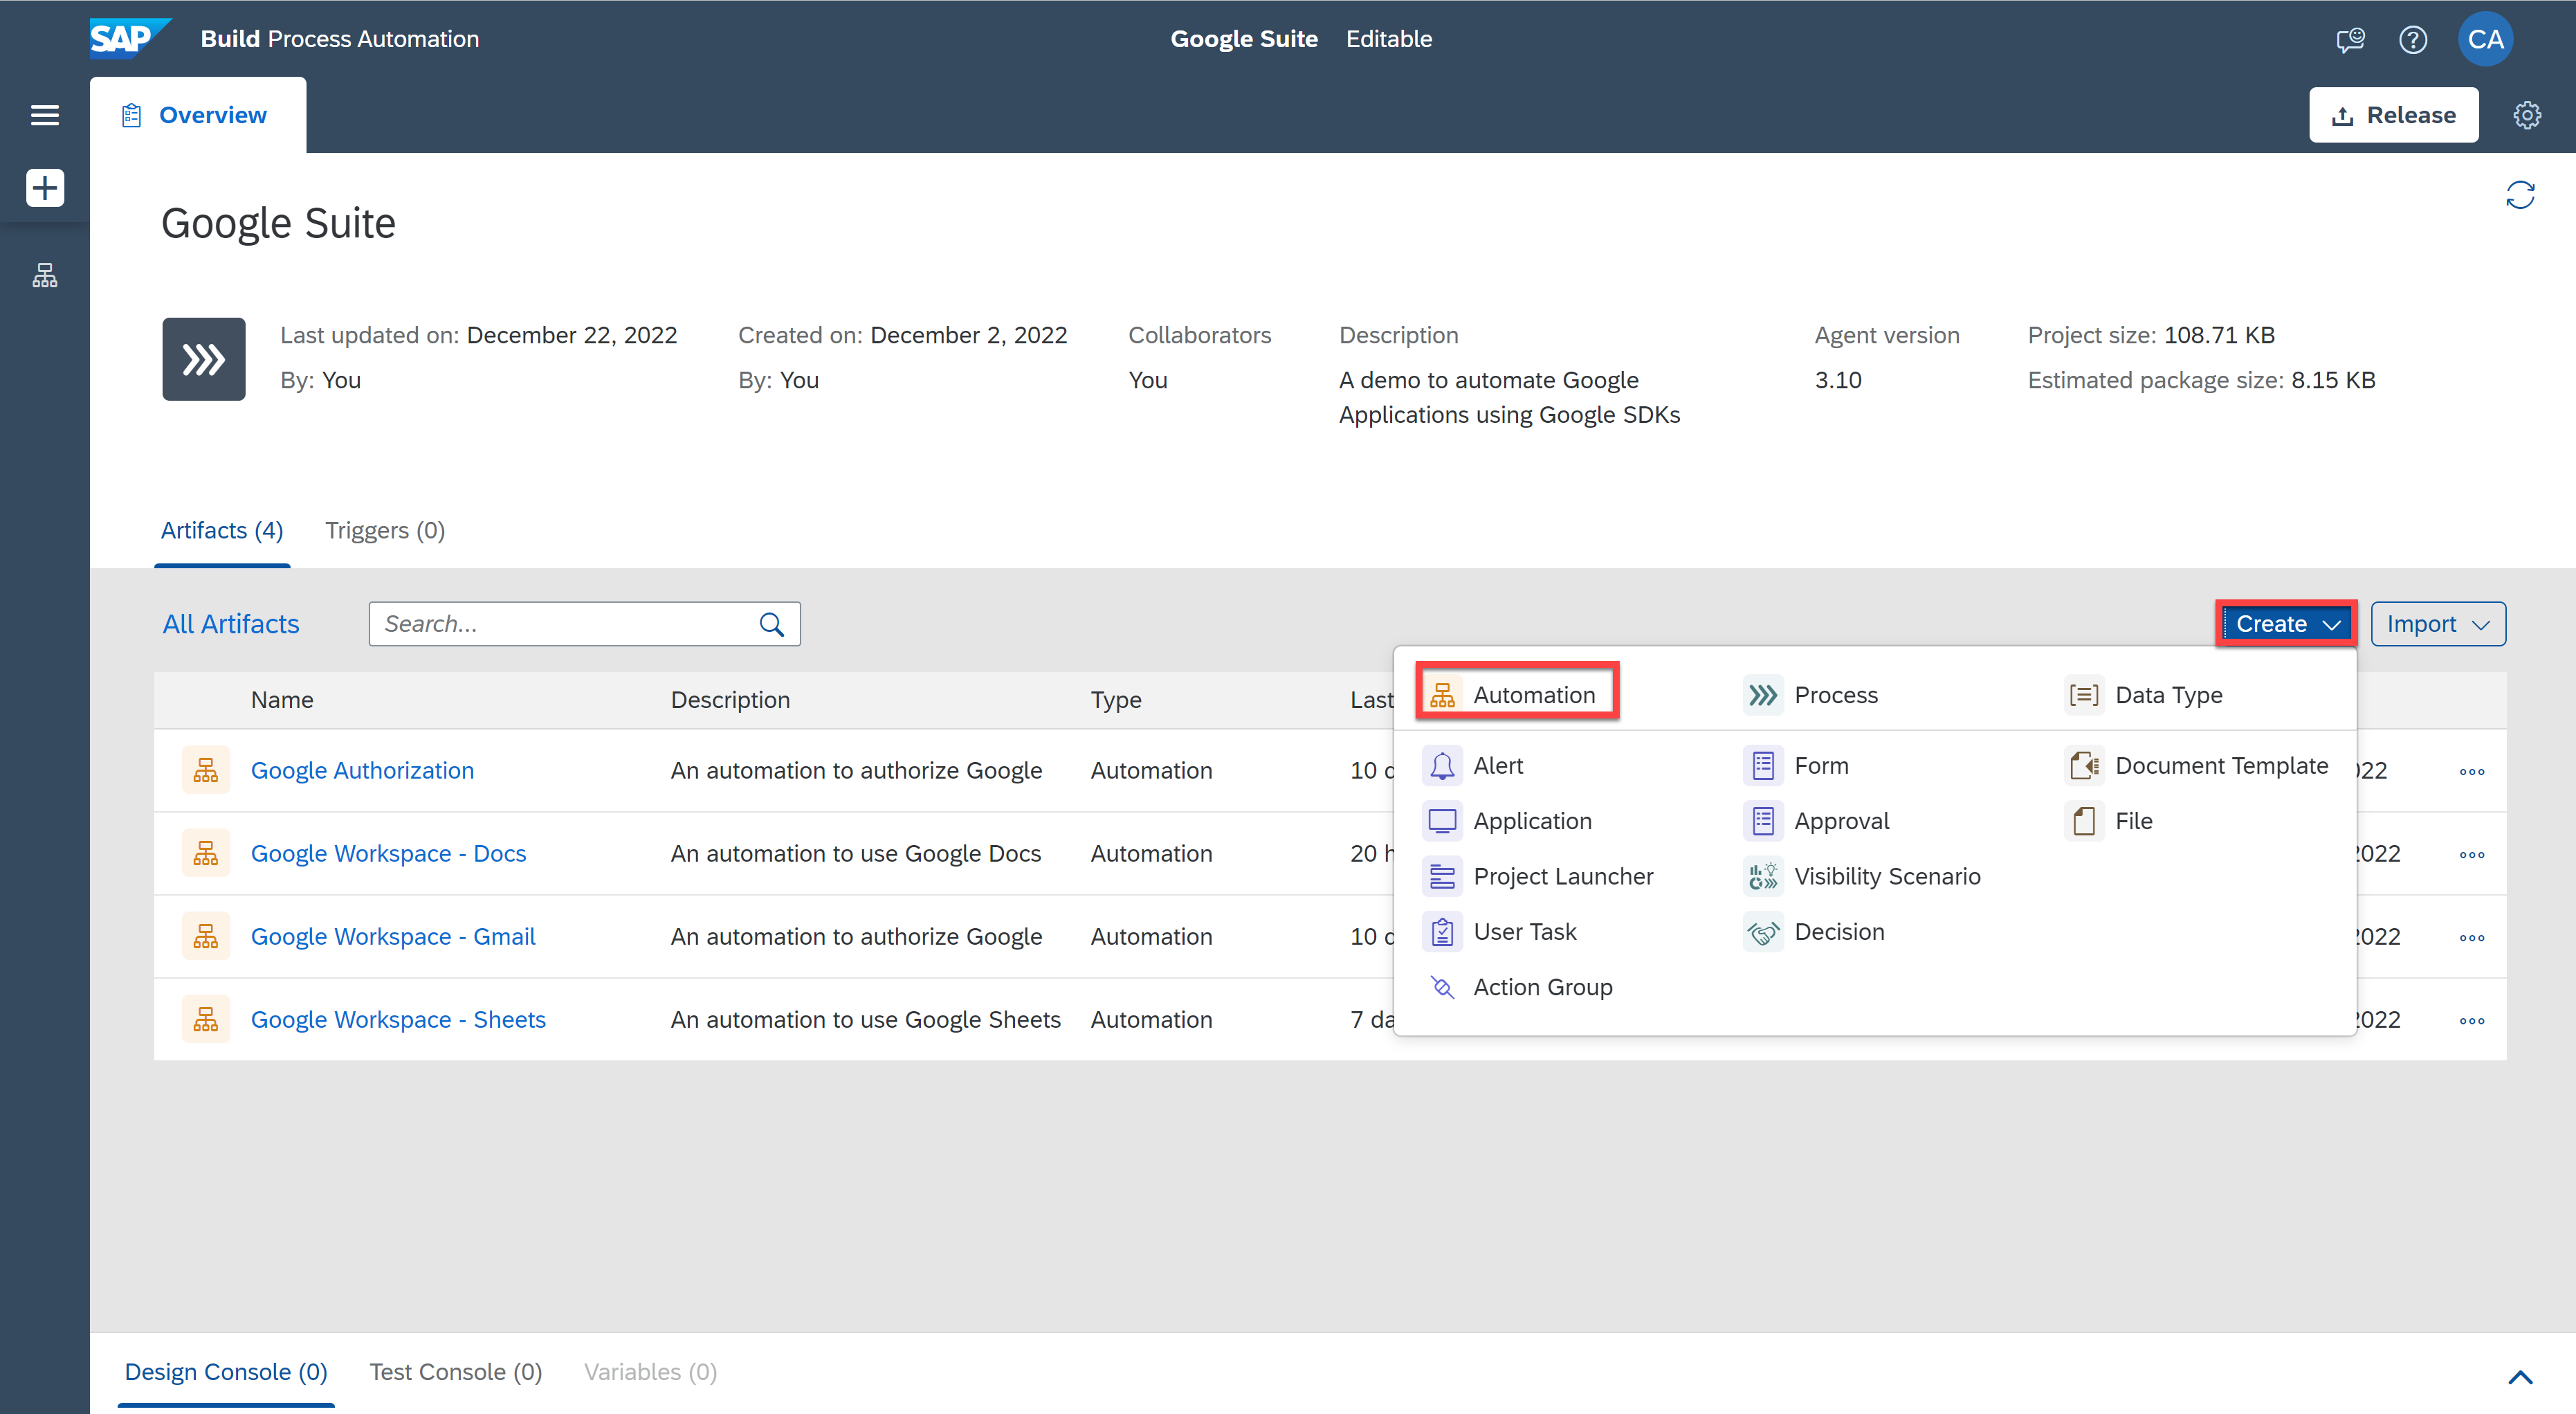 SAP Build Process Automation
Google Suite Editable
CA
Overview
Release
Google Suite
Last updated on: December 22, 2022
By: You
Created on: December 2, 2022
By: You
Collaborators
You
Description
A demo to automate Google
Applications using Google SDKs
Agent version
3.10
Project size: 108.71 KB
Estimated package size: 8.15 KB
Artifacts (4) Triggers (0)
All Artifacts
Search...
Create
Import
Automation Process Data Type
Alert Form Document Template
Application Approval File
Project Launcher Visibility Scenario
User Task Decision
Action Group
Name Description Type Last
Google Authorization An automation to authorize Google Automation 10
Google Workspace - Docs An automation to use Google Docs Automation 20
Google Workspace - Gmail An automation to authorize Google Automation 10
Google Workspace - Sheets An automation to use Google Sheets Automation 7
Design Console (0) Test Console (0) Variables (0)